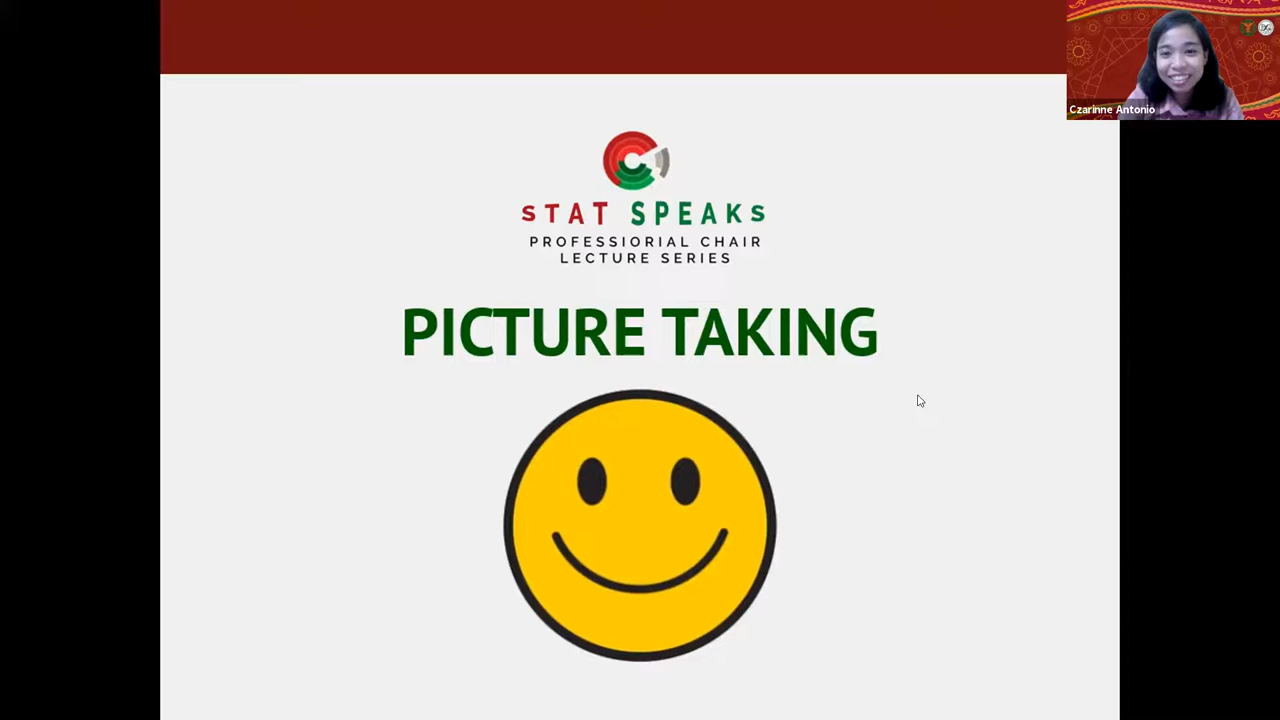 Czarinne Antonio
STAT SPEAKS
PROFESSIORIAL CHAIR
LECTURE SERIES
PICTURE TAKING